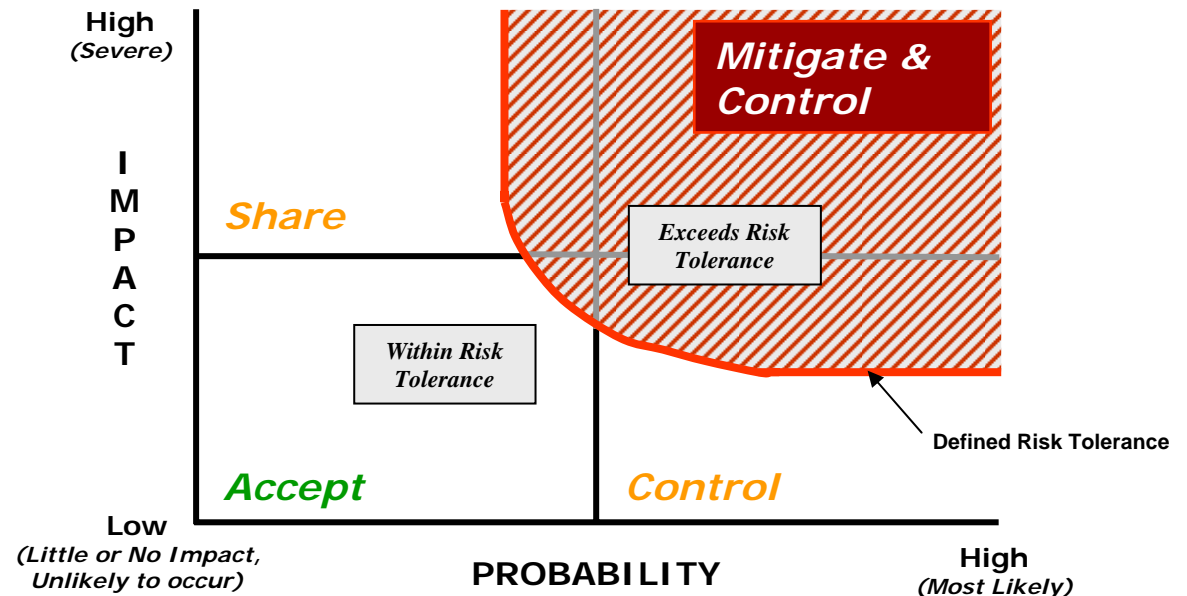 High
(Severe)
Mitigate &
Control
I
M
P
A
C
T
Share
Exceeds Risk
Tolerance
Within Risk
Tolerance
Defined Risk Tolerance
Accept
Control
Low
(Little or No Impact,
Unlikely to occur)
PROBABILITY
High
(Most Likely)